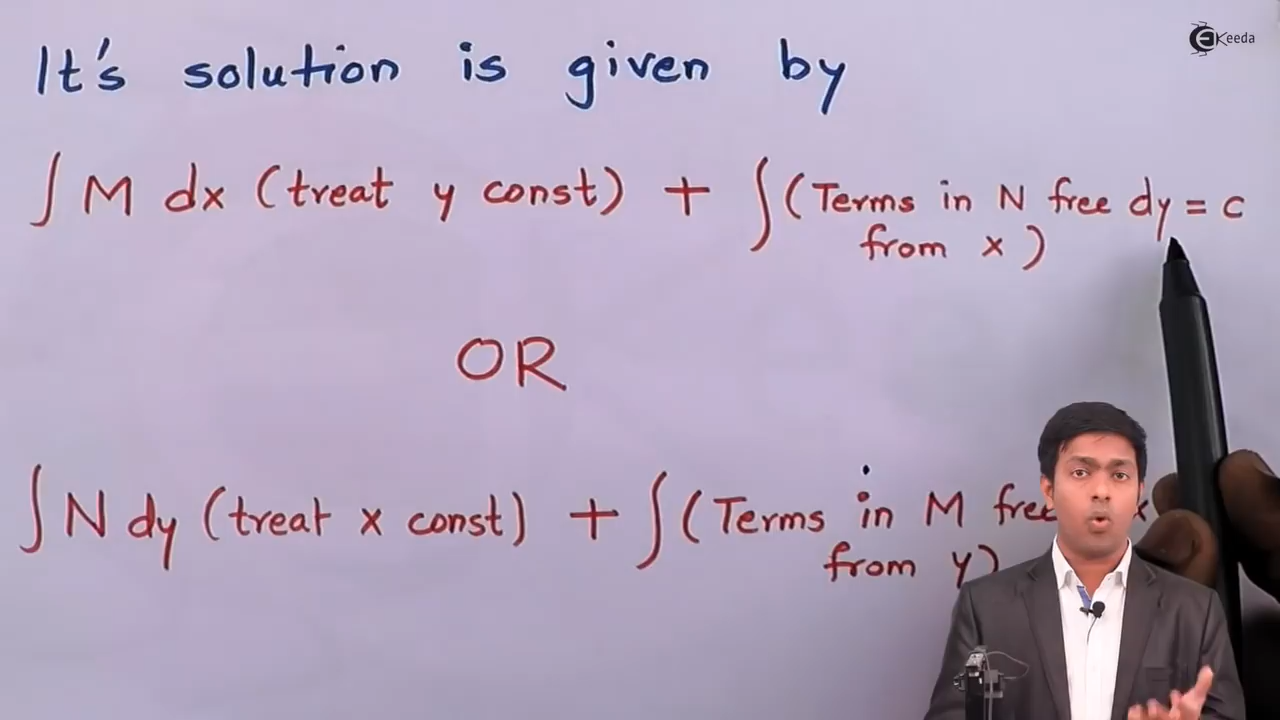 It's solution is given by
Ekeeda
∫ M dx (treat y const) + ∫ (Terms in N free dy = c
from x )
OR
∫ N dy (treat x const) + ∫ (Terms in M
from y)